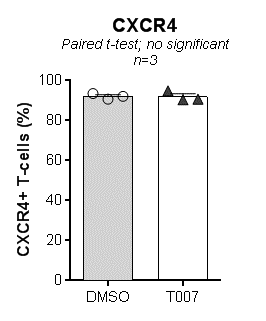 CXCR4
Paired t-test; no significant
n=3
CXCR4+ T-cells (%)
100
80
60
40
20
0
DMSO
T007